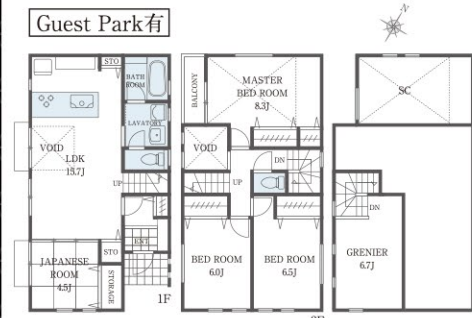 Guest Park有
N
STO
BATH
ROOM
LAVATORY
VOID
LDK
15.7J
UP
ENT
STO
JAPANESE
ROOM
4.5J
STORAGE
1F
BALCONY
MASTER
BED ROOM
8.3J
VOID
DN
UP
BED ROOM
6.0J
BED ROOM
6.5J
SC
DN
GRENIER
6.7J